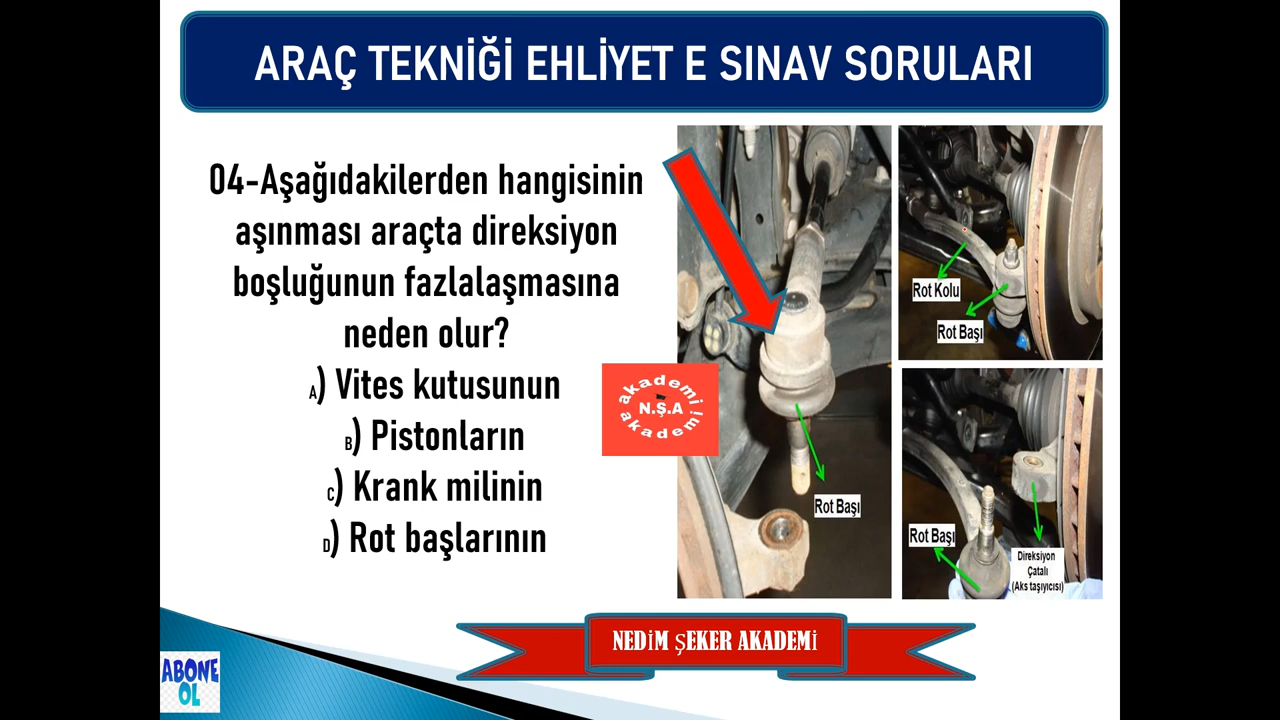 ARAÇ TEKNİĞİ EHLİYET E SINAV SORULARI
04-Aşağıdakilerden hangisinin
aşınması araçta direksiyon
boşluğunun fazlalaşmasına
neden olur?
A) Vites kutusunun
B) Pistonların
C) Krank milinin
D) Rot başlarının
akademi
N.Ş.A
akademi
Rot Başı
Rot Kolu
Rot Başı
Rot Başı
Direksiyon
Çatalı
(Aks taşıyıcısı)
NEDİM ŞEKER AKADEMİ
ABONE
OL